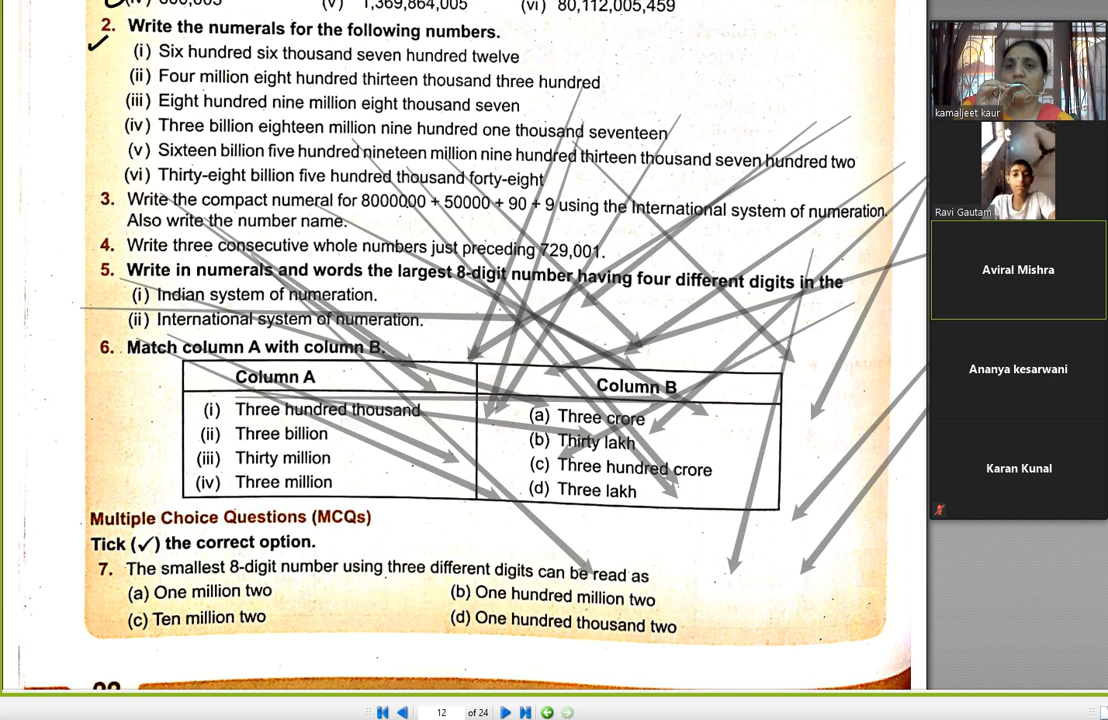 (v) 1,369,864,005 (vi) 80,112,005,459
2. Write the numerals for the following numbers.
(i) Six hundred six thousand seven hundred twelve
(ii) Four million eight hundred thirteen thousand three hundred
(iii) Eight hundred nine million eight thousand seven
(iv) Three billion eighteen million nine hundred one thousand seventeen
(v) Sixteen billion five hundred nineteen million nine hundred thirteen thousand seven hundred two
(vi) Thirty-eight billion five hundred thousand forty-eight
3. Write the compact numeral for 8000000 + 50000 + 90 + 9 using the International system of numeration.
Also write the number name.
4. Write three consecutive whole numbers just preceding 729,001.
5. Write in numerals and words the largest 8-digit number having four different digits in the
(i) Indian system of numeration.
(ii) International system of numeration.
6. Match column A with column B.
Column A Column B
(i) Three hundred thousand (a) Three crore
(ii) Three billion (b) Thirty lakh
(iii) Thirty million (c) Three hundred crore
(iv) Three million (d) Three lakh
Multiple Choice Questions (MCQs)
Tick (✓) the correct option.
7. The smallest 8-digit number using three different digits can be read as
(a) One million two (b) One hundred million two
(c) Ten million two (d) One hundred thousand two
kamaljeet kaur
Ravi Gautam
Aviral Mishra
Ananya kesarwani
Karan Kunal
12 of 24